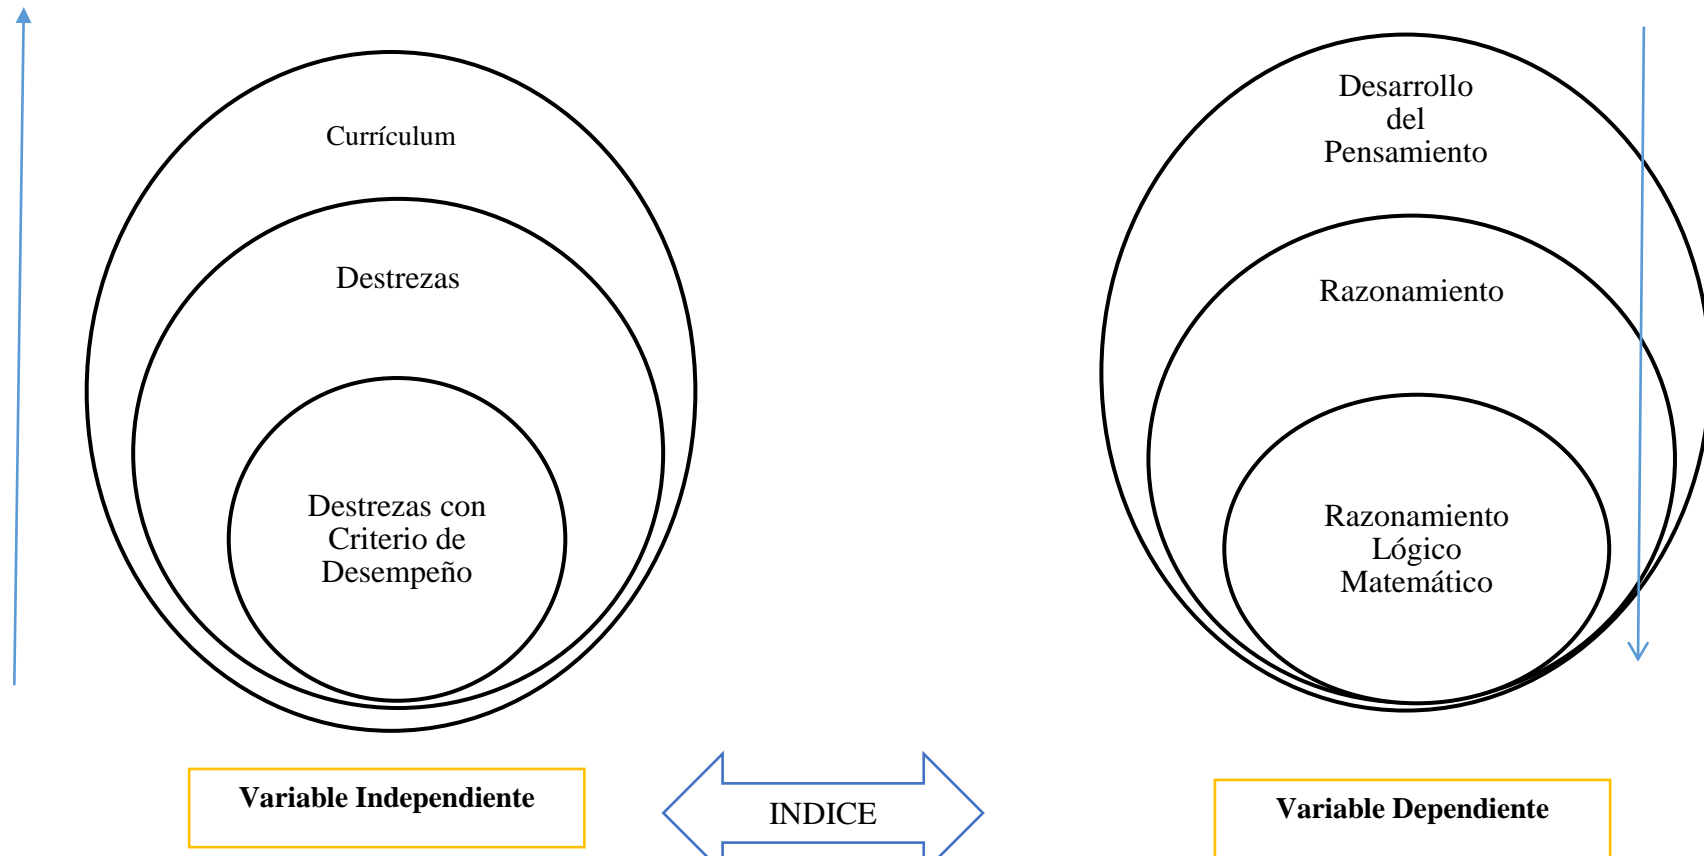 Currículum
Destrezas
Destrezas con
Criterio de
Desempeño
Variable Independiente
INDICE
Desarrollo
del
Pensamiento
Razonamiento
Razonamiento
Lógico
Matemático
Variable Dependiente